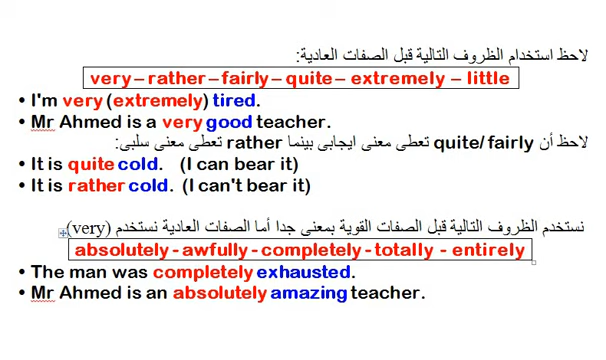 لاحظ استخدام الظروف التالية قبل الصفات العادية:
very – rather – fairly – quite – extremely – little
• I'm very (extremely) tired.
• Mr Ahmed is a very good teacher.
لاحظ أن quite/ fairly تعطى معنى ايجابى بينما rather تعطى معنى سلبى:
• It is quite cold. (I can bear it)
• It is rather cold. (I can't bear it)
نستخدم الظروف التالية قبل الصفات القوية بمعنى جدا أما الصفات العادية نستخدم (very)
absolutely - awfully - completely - totally - entirely
• The man was completely exhausted.
• Mr Ahmed is an absolutely amazing teacher.